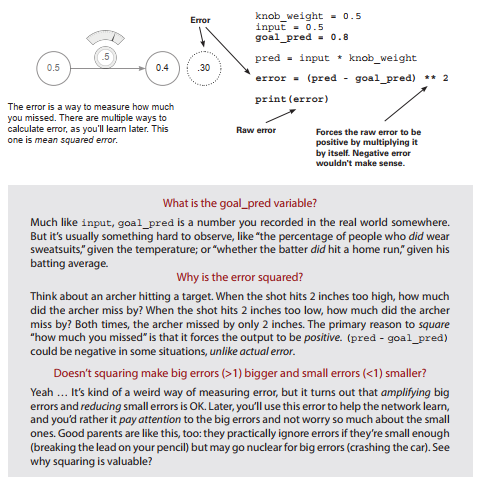 Error
knob_weight = 0.5
input = 0.5
goal_pred = 0.8
pred = input * knob_weight
error = (pred - goal_pred) ** 2
print(error)
.5
0.5
0.4
.30
The error is a way to measure how much
you missed. There are multiple ways to
calculate error, as you'll learn later. This
one is mean squared error.
Raw error
Forces the raw error to be
positive by multiplying it
by itself. Negative error
wouldn't make sense.
What is the goal_pred variable?
Much like input, goal_pred is a number you recorded in the real world somewhere.
But it's usually something hard to observe, like “the percentage of people who did wear
sweatsuits,” given the temperature; or “whether the batter did hit a home run,” given his
batting average.
Why is the error squared?
Think about an archer hitting a target. When the shot hits 2 inches too high, how much
did the archer miss by? When the shot hits 2 inches too low, how much did the archer
miss by? Both times, the archer missed by only 2 inches. The primary reason to square
“how much you missed” is that it forces the output to be positive. (pred - goal_pred)
could be negative in some situations, unlike actual error.
Doesn't squaring make big errors (>1) bigger and small errors (<1) smaller?
Yeah … It's kind of a weird way of measuring error, but it turns out that amplifying big
errors and reducing small errors is OK. Later, you'll use this error to help the network learn,
and you'd rather it pay attention to the big errors and not worry so much about the small
ones. Good parents are like this, too: they practically ignore errors if they're small enough
(breaking the lead on your pencil) but may go nuclear for big errors (crashing the car). See
why squaring is valuable?